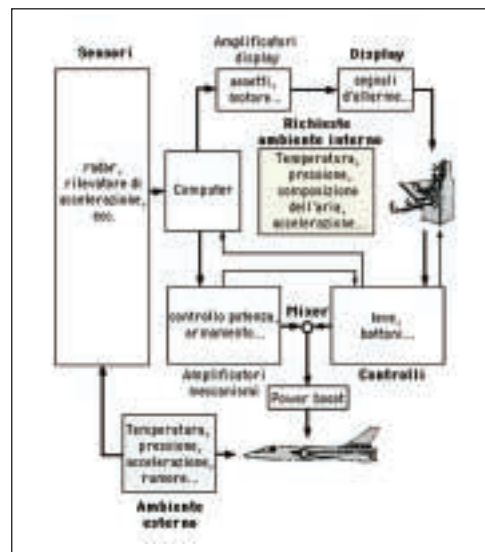 Sensori
radar,
rilevatore di
accelerazione,
ecc.
Amplificatori
display
assetti,
motore...
Display
segnali
d'allarme...
Richieste
ambiente interno
Temperatura,
pressione,
composizione
dell'aria,
accelerazione...
Computer
controllo potenza,
armamento...
Amplificatori
meccanismi
Mixer
leve,
bottoni...
Controlli
Power boost
Temperatura,
pressione,
accelerazione,
rumore...
Ambiente
esterno